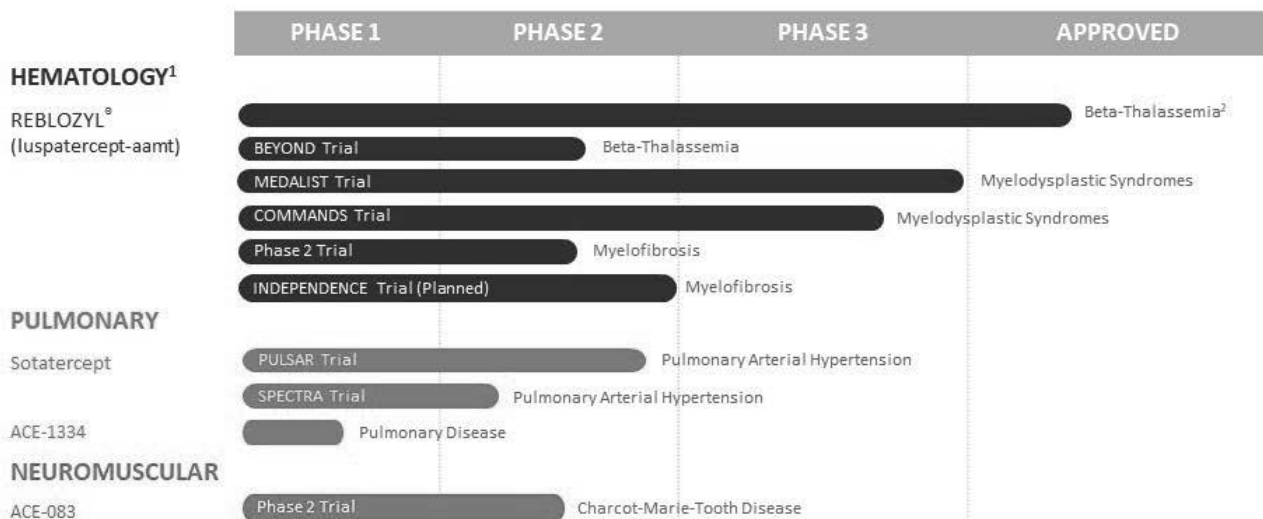 PHASE 1 PHASE 2 PHASE 3 APPROVED
HEMATOLOGY¹
REBLOZYL® Beta-Thalassemia²
(luspatercept-aamt)
BEYOND Trial Beta-Thalassemia
MEDALIST Trial Myelodysplastic Syndromes
COMMANDS Trial Myelodysplastic Syndromes
Phase 2 Trial Myelofibrosis
INDEPENDENCE Trial (Planned) Myelofibrosis
PULMONARY
Sotatercept PULSAR Trial Pulmonary Arterial Hypertension
SPECTRA Trial Pulmonary Arterial Hypertension
ACE-1334 Pulmonary Disease
NEUROMUSCULAR
ACE-083 Phase 2 Trial Charcot-Marie-Tooth Disease